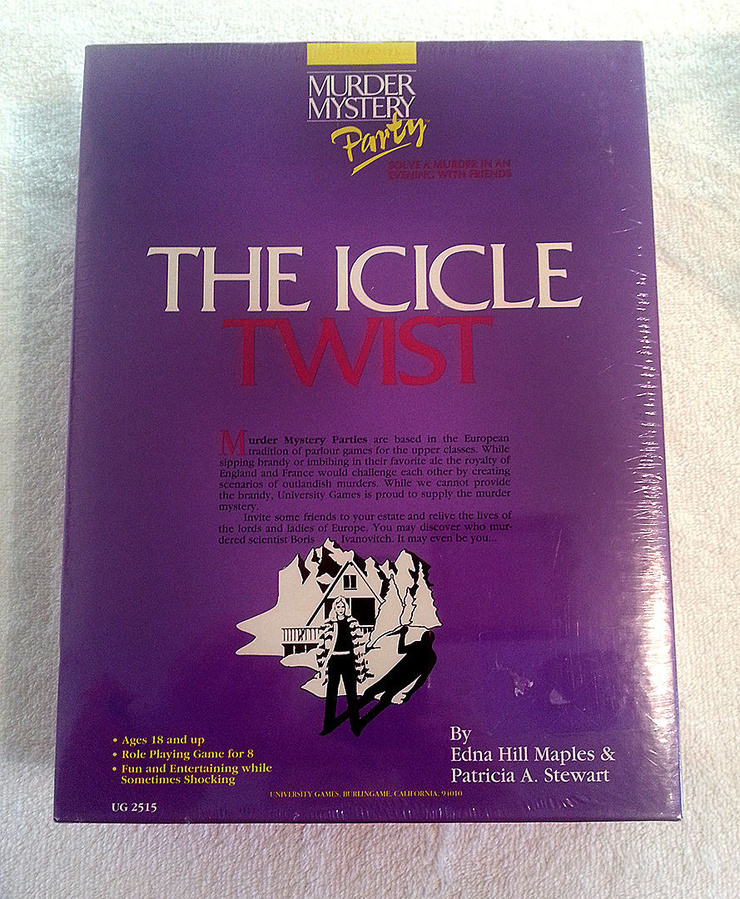 MURDER
MYSTERY
Party™
SOLVE A MURDER IN AN
EVENING WITH FRIENDS
THE ICICLE
TWIST
Murder Mystery Parties are based in the European
tradition of parlour games for the upper classes. While
sipping brandy or imbibing in their favorite ale the royalty of
England and France would challenge each other by creating
scenarios of outlandish murders. While we cannot provide
the brandy, University Games is proud to supply the murder
mystery.
Invite some friends to your estate and relive the lives of
the lords and ladies of Europe. You may discover who mur-
dered scientist Boris Ivanovitch. It may even be you...
• Ages 18 and up
• Role Playing Game for 8
• Fun and Entertaining while
Sometimes Shocking
By
Edna Hill Maples &
Patricia A. Stewart
UNIVERSITY GAMES, BURLINGAME, CALIFORNIA, 94010
UG 2515